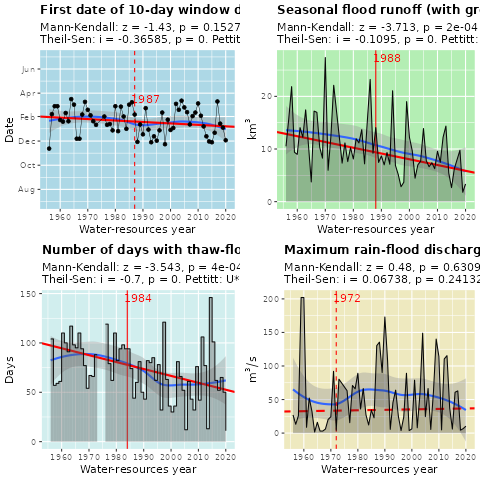 First date of 10-day window d
Mann-Kendall: z = -1.43, p = 0.1527
Theil-Sen: i = -0.36585, p = 0. Pettitt:
1987
Jun
Apr
Feb
Dec
Oct
Aug
Date
1960 1970 1980 1990 2000 2010 2020
Water-resources year
Seasonal flood runoff (with gr
Mann-Kendall: z = -3.713, p = 2e-04
Theil-Sen: i = -0.1095, p = 0. Pettitt:
1988
20
10
0
km³
1960 1970 1980 1990 2000 2010 2020
Water-resources year
Number of days with thaw-flo
Mann-Kendall: z = -3.543, p = 4e-04
Theil-Sen: i = -0.7, p = 0. Pettitt: U*
1984
150
100
50
0
Days
1960 1970 1980 1990 2000 2010 2020
Water-resources year
Maximum rain-flood discharg
Mann-Kendall: z = 0.48, p = 0.6309
Theil-Sen: i = 0.06738, p = 0.24132
1972
200
150
100
50
0
m³/s
1960 1970 1980 1990 2000 2010 2020
Water-resources year